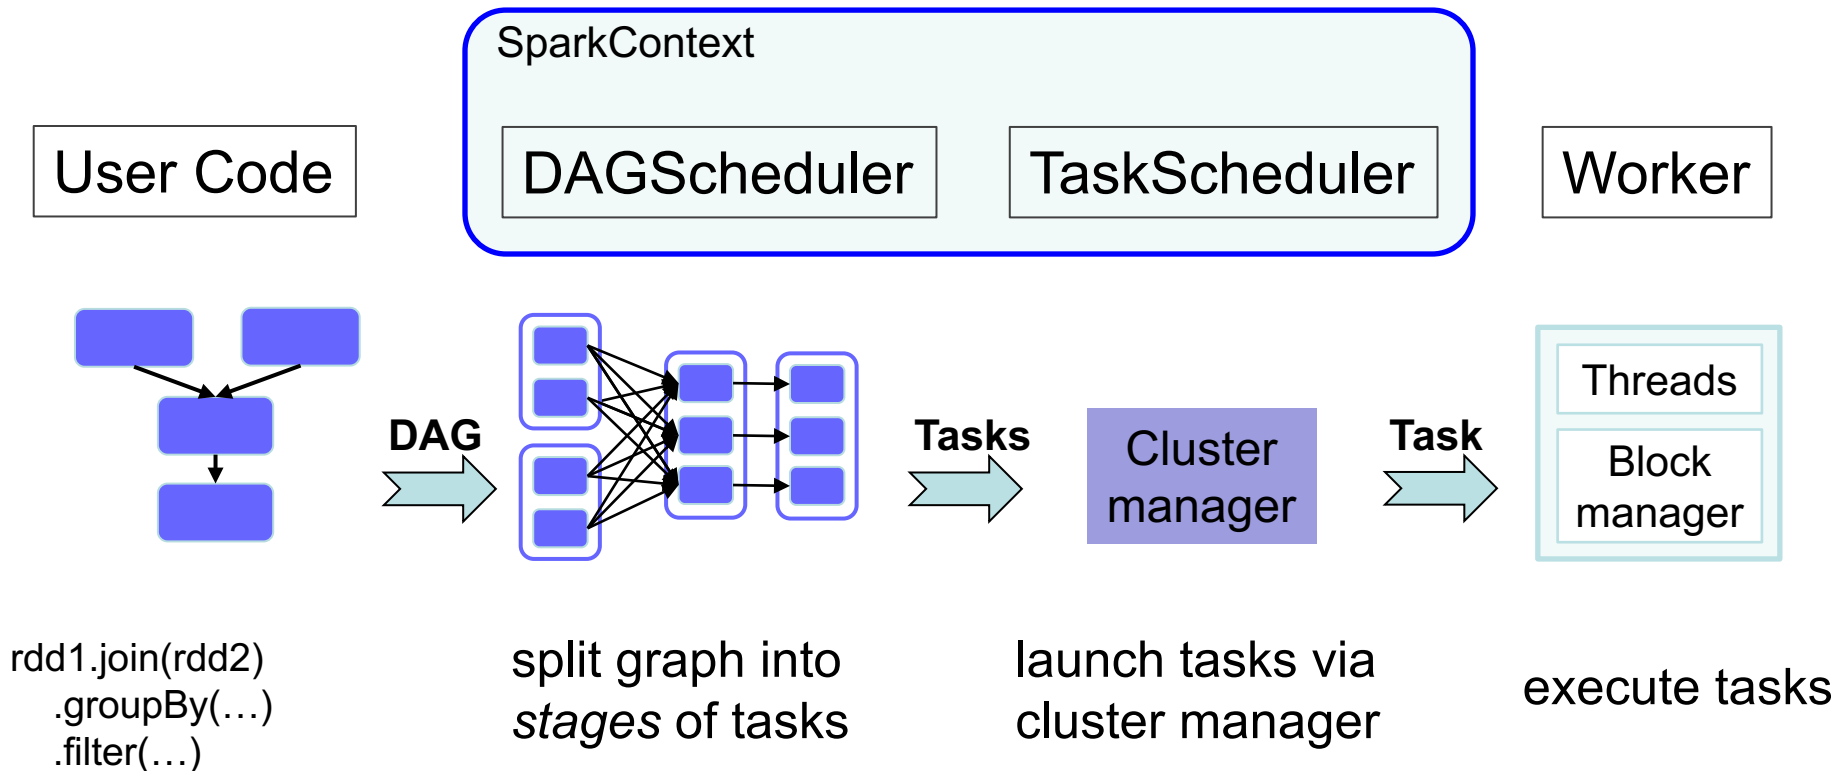 SparkContext
User Code
DAGScheduler
TaskScheduler
Worker
DAG
Tasks
Cluster
manager
Task
Threads
Block
manager
rdd1.join(rdd2)
.groupBy(…)
.filter(…)
split graph into
stages of tasks
launch tasks via
cluster manager
execute tasks